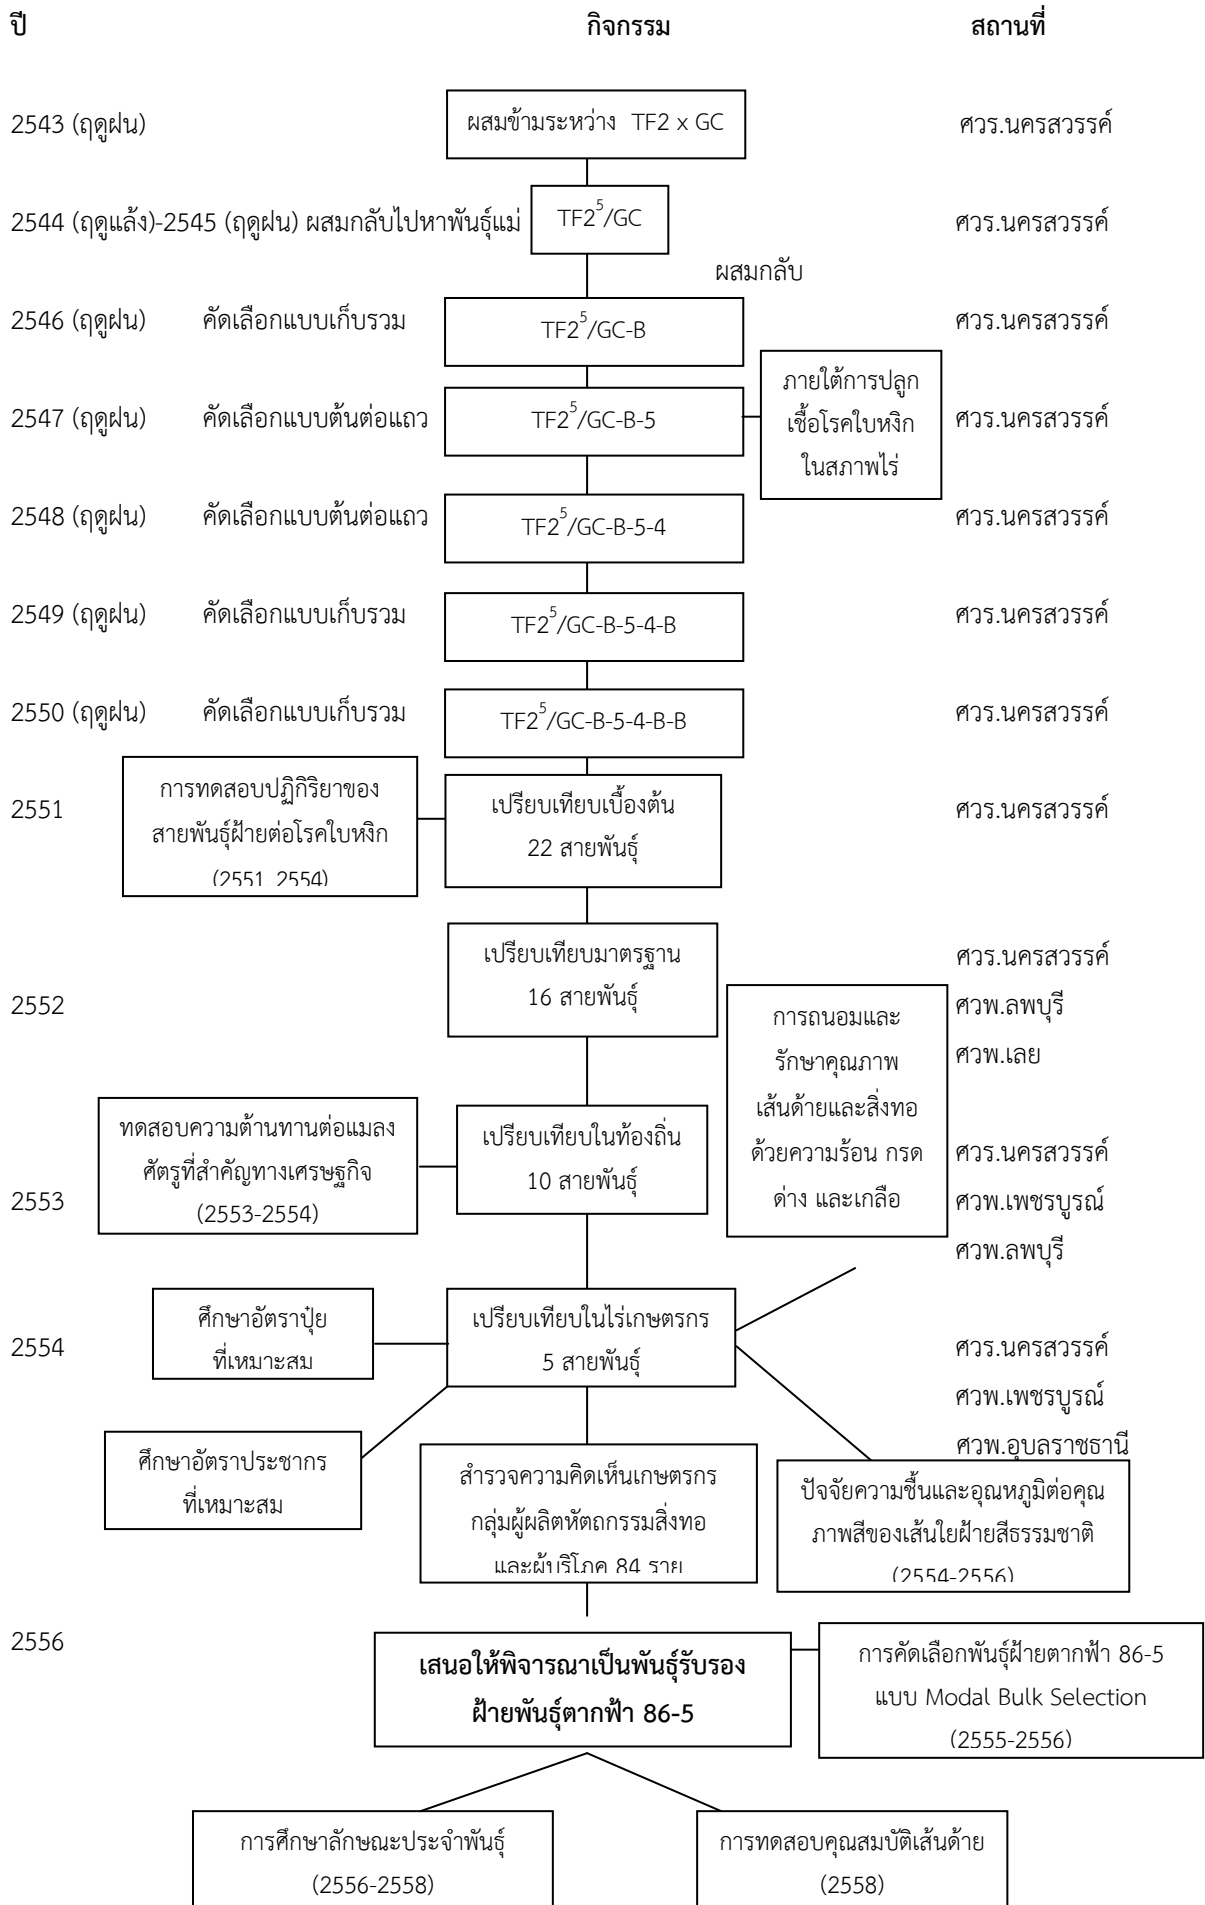 ปี กิจกรรม สถานที่
2543 (ฤดูฝน) ผสมข้ามระหว่าง TF2 x GC ศวร.นครสวรรค์
2544 (ฤดูแล้ง)-2545 (ฤดูฝน) ผสมกลับไปหาพันธุ์แม่ TF2⁵/GC ศวร.นครสวรรค์
ผสมกลับ
2546 (ฤดูฝน) คัดเลือกแบบเก็บรวม TF2⁵/GC-B ศวร.นครสวรรค์
2547 (ฤดูฝน) คัดเลือกแบบต้นต่อแถว TF2⁵/GC-B-5 ศวร.นครสวรรค์
ภายใต้การปลูก
เชื้อโรคใบหงิก
ในสภาพไร่
2548 (ฤดูฝน) คัดเลือกแบบต้นต่อแถว TF2⁵/GC-B-5-4 ศวร.นครสวรรค์
2549 (ฤดูฝน) คัดเลือกแบบเก็บรวม TF2⁵/GC-B-5-4-B ศวร.นครสวรรค์
2550 (ฤดูฝน) คัดเลือกแบบเก็บรวม TF2⁵/GC-B-5-4-B-B ศวร.นครสวรรค์
2551
การทดสอบปฏิกิริยาของ
สายพันธุ์ฝ้ายต่อโรคใบหงิก
(2551 2554)
เปรียบเทียบเบื้องต้น
22 สายพันธุ์
ศวร.นครสวรรค์
2552
เปรียบเทียบมาตรฐาน
16 สายพันธุ์
ศวร.นครสวรรค์
ศวพ.ลพบุรี
ศวพ.เลย
การถนอมและ
รักษาคุณภาพ
เส้นด้ายและสิ่งทอ
ด้วยความร้อน กรด
ด่าง และเกลือ
2553
ทดสอบความต้านทานต่อแมลง
ศัตรูที่สำคัญทางเศรษฐกิจ
(2553-2554)
เปรียบเทียบในท้องถิ่น
10 สายพันธุ์
ศวร.นครสวรรค์
ศวพ.เพชรบูรณ์
ศวพ.ลพบุรี
2554
ศึกษาอัตราปุ๋ย
ที่เหมาะสม
เปรียบเทียบในไร่เกษตรกร
5 สายพันธุ์
ศวร.นครสวรรค์
ศวพ.เพชรบูรณ์
ศวพ.อุบลราชธานี
ศึกษาอัตราประชากร
ที่เหมาะสม
สำรวจความคิดเห็นเกษตรกร
กลุ่มผู้ผลิตหัตถกรรมสิ่งทอ
และผู้บริโภค 84 ราย
ปัจจัยความชื้นและอุณหภูมิต่อคุณ
ภาพสีของเส้นใยฝ้ายสีธรรมชาติ
(2554-2556)
2556
เสนอให้พิจารณาเป็นพันธุ์รับรอง
ฝ้ายพันธุ์ตากฟ้า 86-5
การคัดเลือกพันธุ์ฝ้ายตากฟ้า 86-5
แบบ Modal Bulk Selection
(2555-2556)
การศึกษาลักษณะประจำพันธุ์
(2556-2558)
การทดสอบคุณสมบัติเส้นด้าย
(2558)